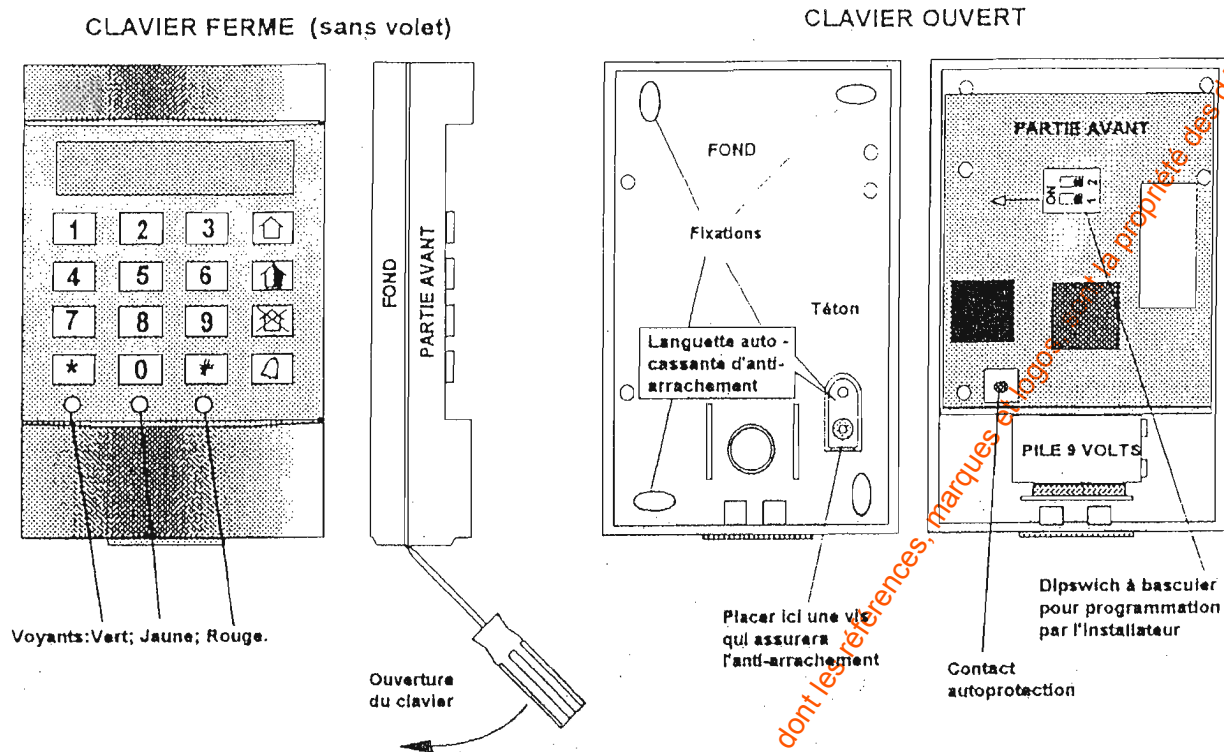 CLAVIER FERME (sans volet)
CLAVIER OUVERT
1 2 3
4 5 6
7 8 9
* 0 #
Voyants:Vert; Jaune; Rouge.
FOND
PARTIE AVANT
Ouverture
du clavier
FOND
Fixations
Téton
Languette auto-
cassante d'anti-
arrachement
Placer ici une vis
qui assurera
l'anti-arrachement
PARTIE AVANT
ON
1 2
PILE 9 VOLTS
Dipswich à basculer
pour programmation
par l'installateur
Contact
autoprotection
dont les références, marques et logos, sont la propriété des